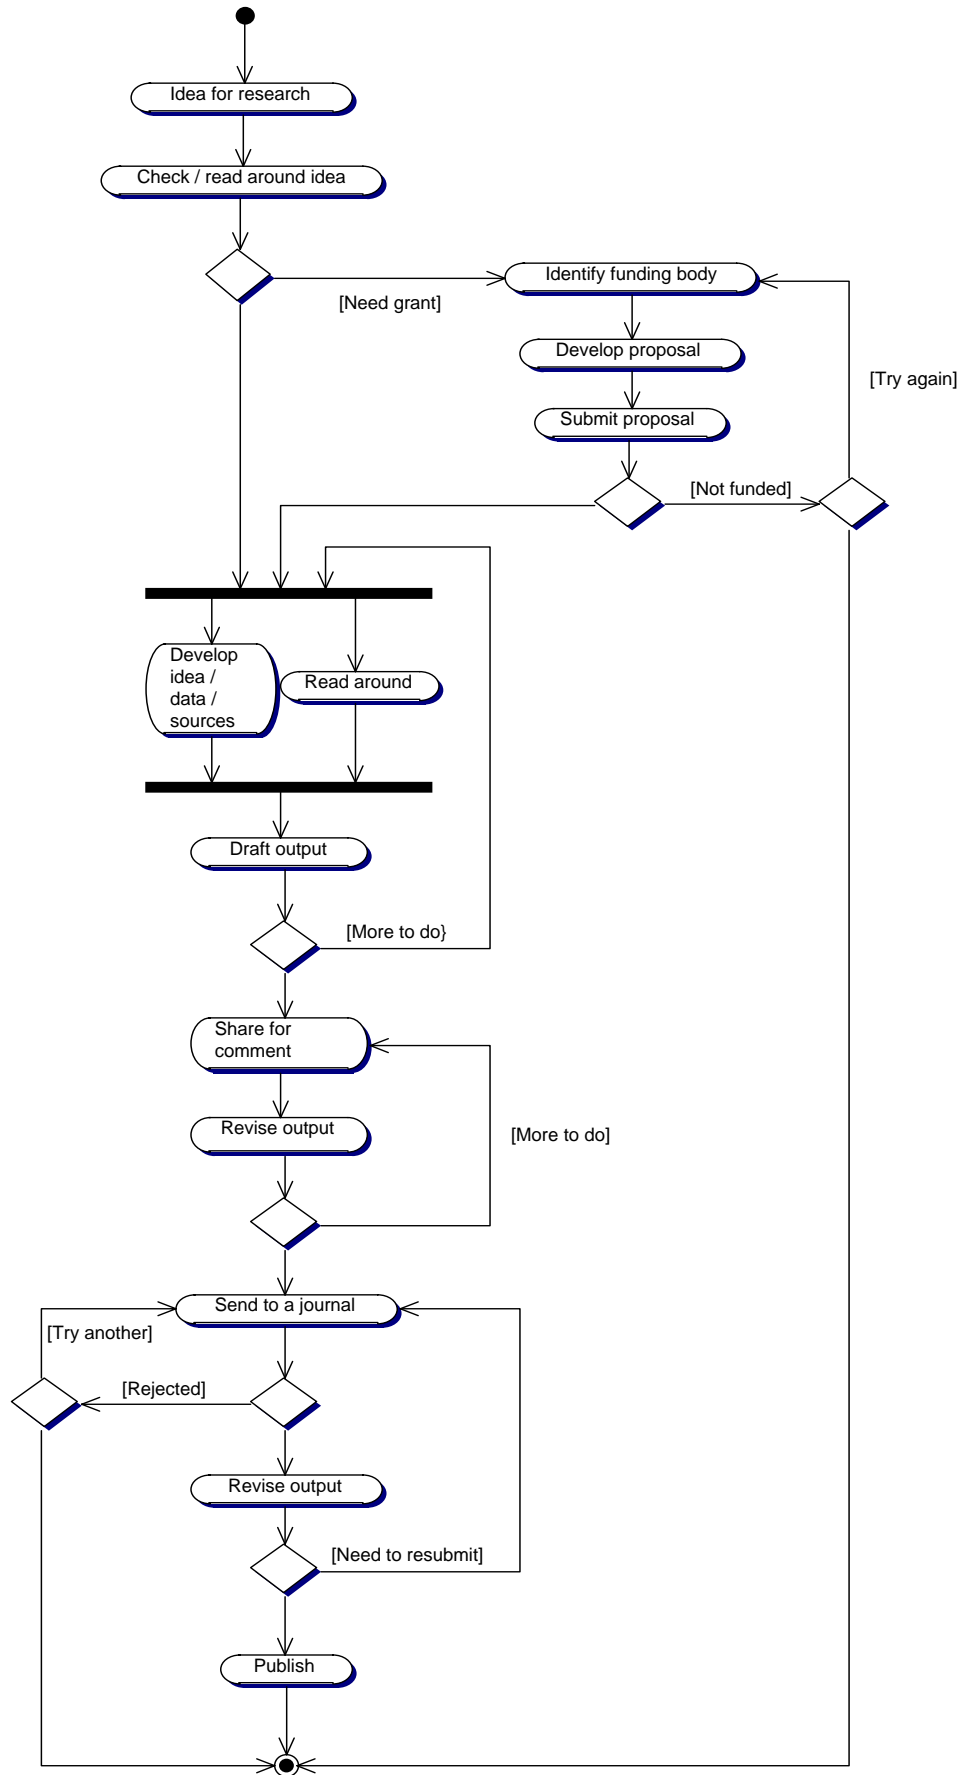 Idea for research
Check / read around idea
Identify funding body
[Need grant]
Develop proposal
[Try again]
Submit proposal
[Not funded]
Develop
idea /
data /
sources
Read around
Draft output
[More to do}
Share for
comment
Revise output
[More to do]
Send to a journal
[Try another]
[Rejected]
Revise output
[Need to resubmit]
Publish